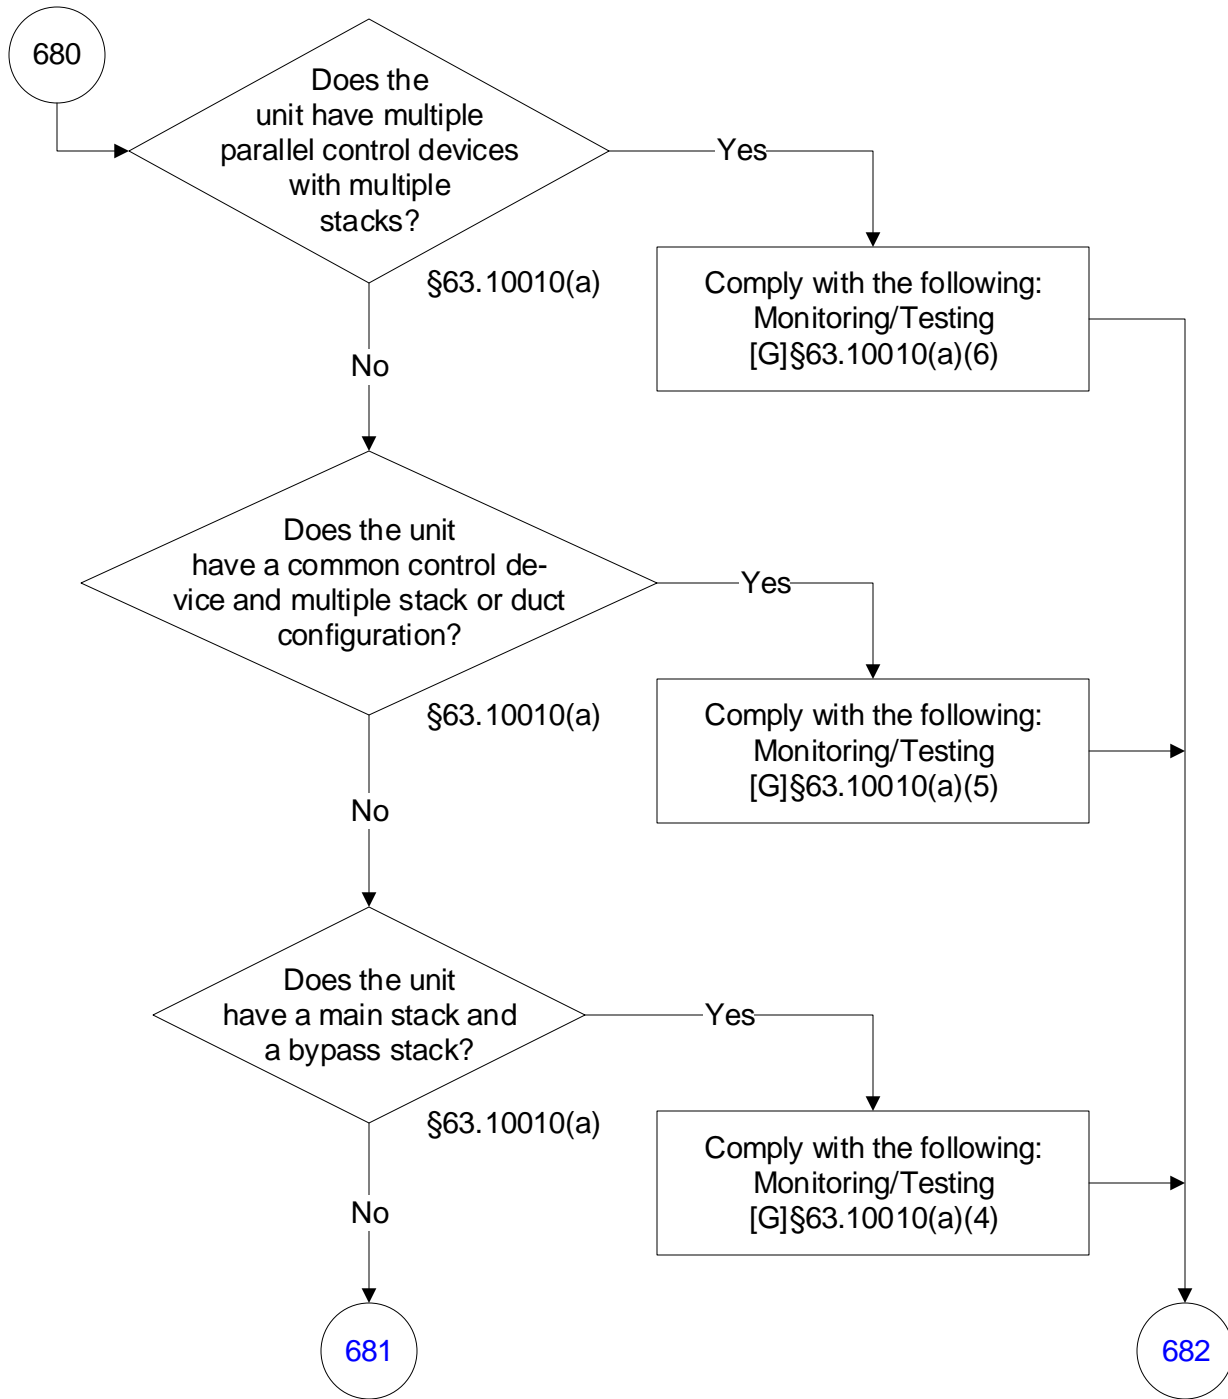 680
Does the
unit have multiple
parallel control devices
with multiple
stacks?
Yes
§63.10010(a)
Comply with the following:
Monitoring/Testing
[G]§63.10010(a)(6)
No
Does the unit
have a common control de-
vice and multiple stack or duct
configuration?
Yes
§63.10010(a)
Comply with the following:
Monitoring/Testing
[G]§63.10010(a)(5)
No
Does the unit
have a main stack and
a bypass stack?
Yes
§63.10010(a)
Comply with the following:
Monitoring/Testing
[G]§63.10010(a)(4)
No
681
682